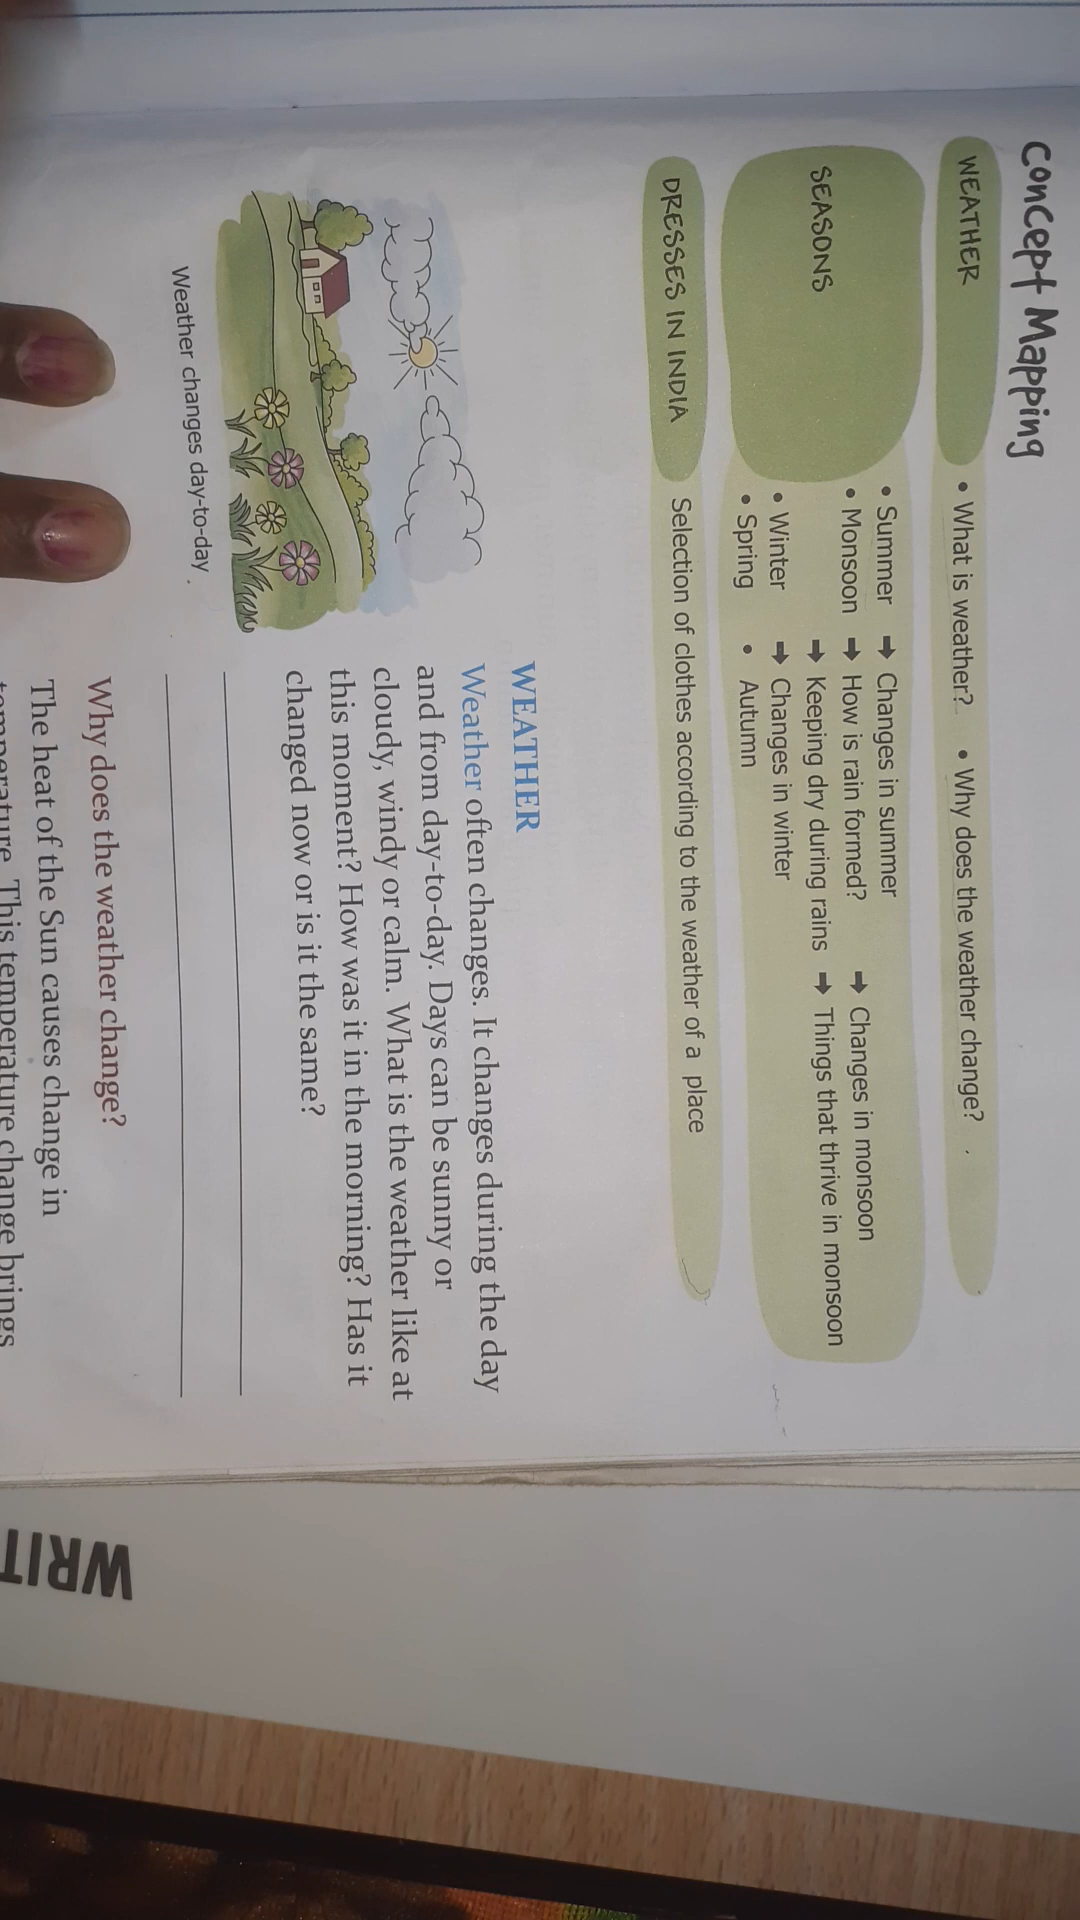 Concept Mapping
WEATHER
• What is weather? • Why does the weather change?
SEASONS
• Summer ➡ Changes in summer
• Monsoon ➡ How is rain formed? ➡ Changes in monsoon
➡ Keeping dry during rains ➡ Things that thrive in monsoon
• Winter ➡ Changes in winter
• Spring • Autumn
DRESSES IN INDIA
Selection of clothes according to the weather of a place
WEATHER
Weather often changes. It changes during the day
and from day-to-day. Days can be sunny or
cloudy, windy or calm. What is the weather like at
this moment? How was it in the morning? Has it
changed now or is it the same?
Weather changes day-to-day
Why does the weather change?
The heat of the Sun causes change in
temperature. This temperature change brings
WRIT